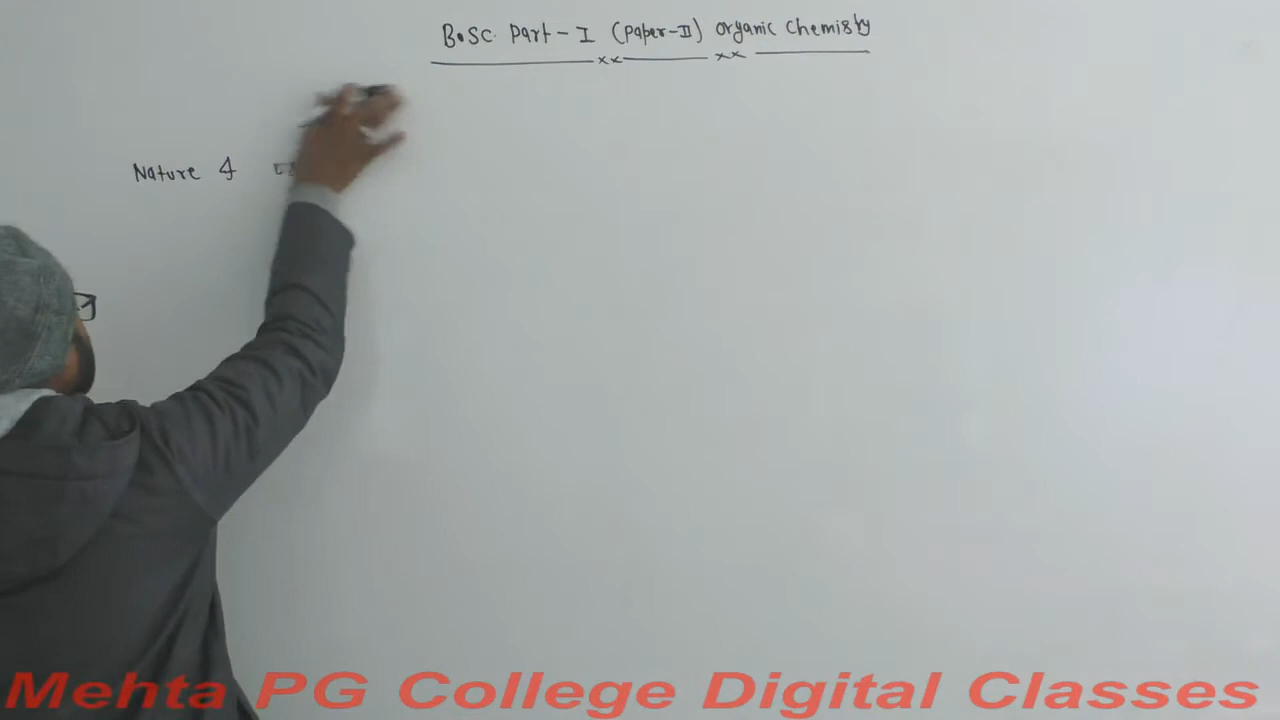 B.Sc. Part-I (Paper-II) Organic Chemistry
Nature of
Mehta PG College Digital Classes